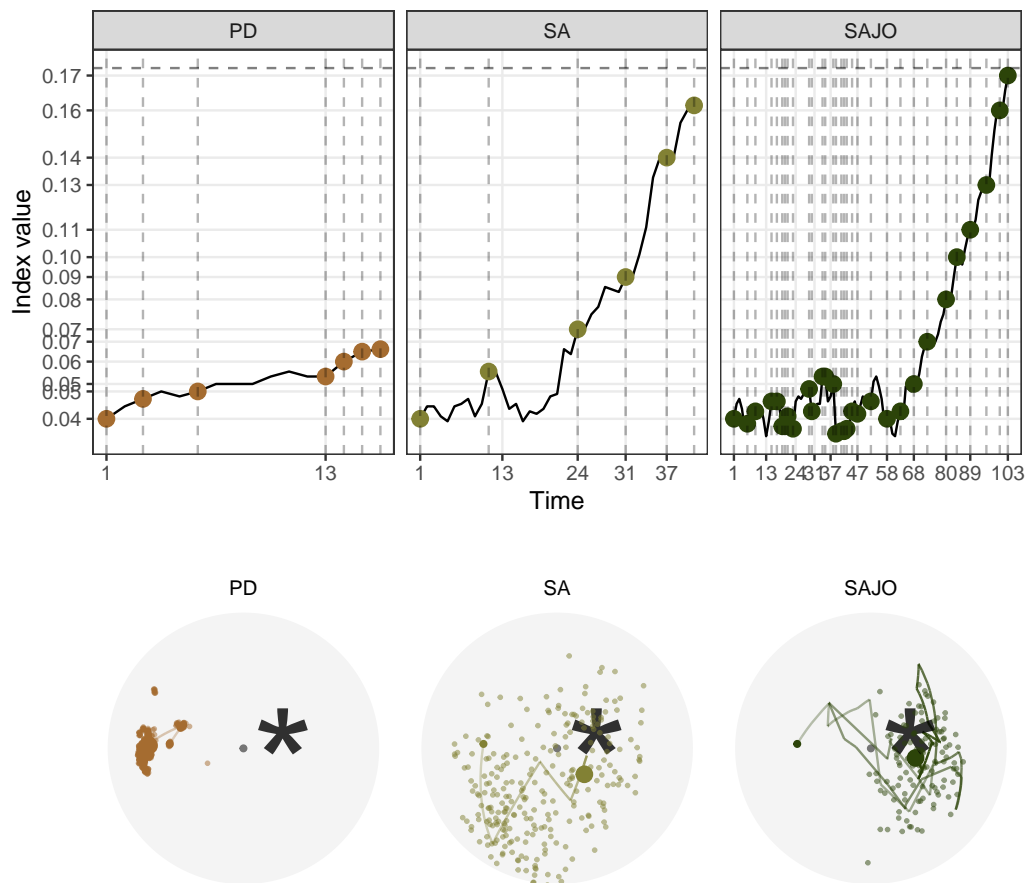 PD SA SAJO
Index value
0.17
0.16
0.14
0.13
0.11
0.10
0.09
0.08
0.07
0.07
0.06
0.05
0.05
0.04
1 13 1 13 24 31 37 1 13 24 31 37 47 58 68 80 89 103
Time
PD SA SAJO
* * *